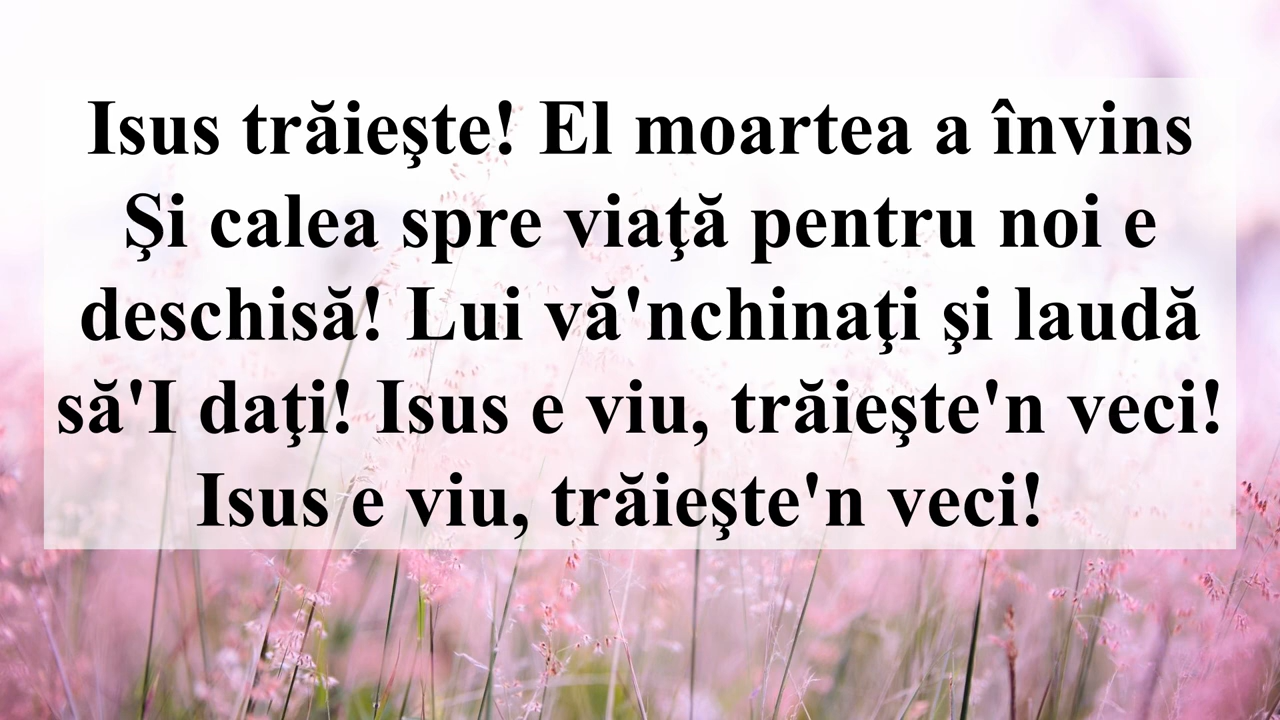 Isus trăieşte! El moartea a învins
Şi calea spre viaţă pentru noi e
deschisă! Lui vă'nchinaţi şi laudă
să'I daţi! Isus e viu, trăieşte'n veci!
Isus e viu, trăieşte'n veci!